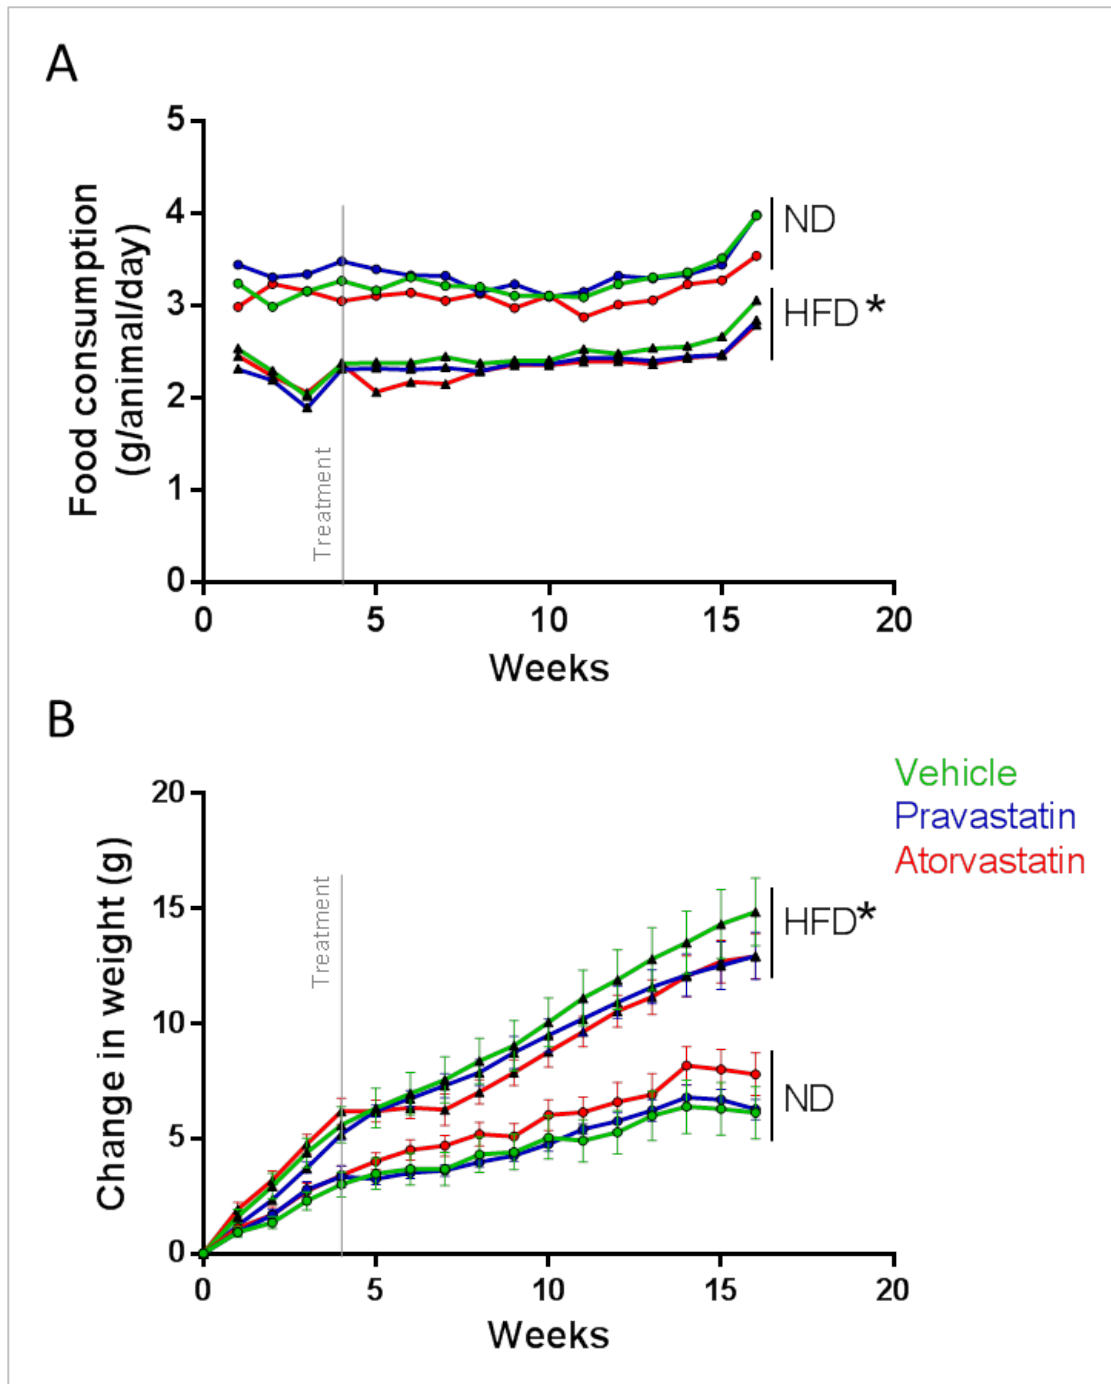 A
5
4
3
2
1
0
Food consumption
(g/animal/day)
Treatment
ND
HFD*
0 5 10 15 20
Weeks
B
Vehicle
Pravastatin
Atorvastatin
20
15
10
5
0
Change in weight (g)
Treatment
HFD*
ND
0 5 10 15 20
Weeks